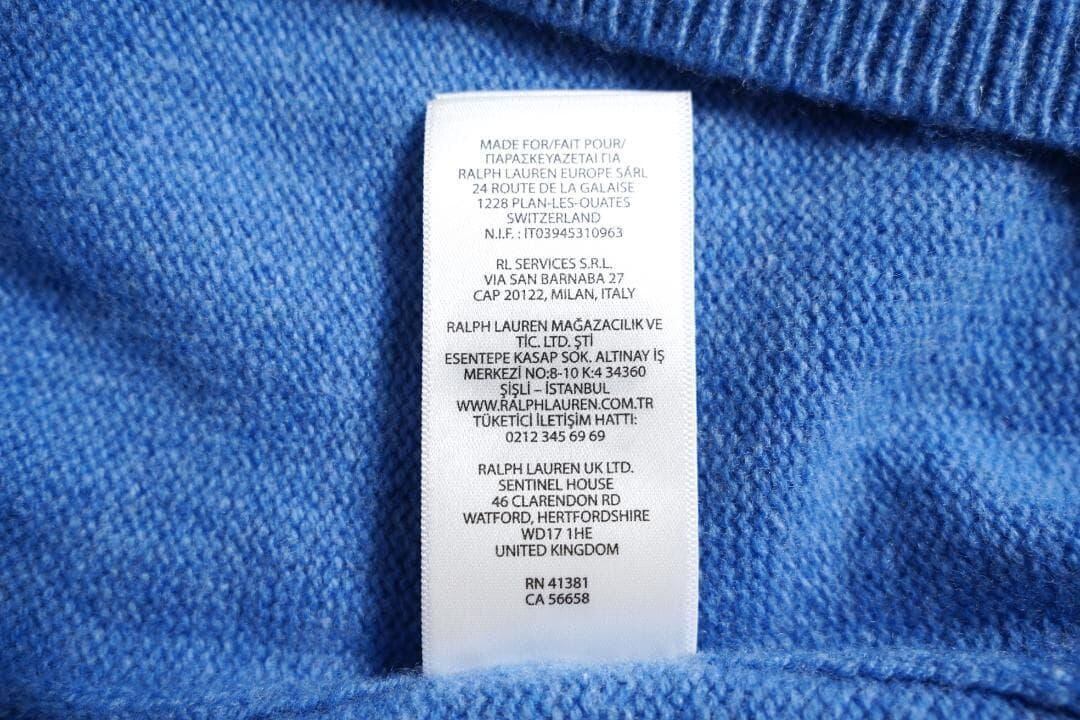 MADE FOR/FAIT POUR/
ΠΑΡΑΣΚΕΥΑΖΕΤΑΙ ΓΙΑ
RALPH LAUREN EUROPE SÁRL
24 ROUTE DE LA GALAISE
1228 PLAN-LES-OUATES
SWITZERLAND
N.I.F. : IT03945310963
RL SERVICES S.R.L.
VIA SAN BARNABA 27
CAP 20122, MILAN, ITALY
RALPH LAUREN MAĞAZACILIK VE
TİC. LTD. ŞTİ
ESENTEPE KASAP SOK. ALTINAY İŞ
MERKEZİ NO:8-10 K:4 34360
ŞİŞLİ – İSTANBUL
WWW.RALPHLAUREN.COM.TR
TÜKETİCİ İLETİŞİM HATTI:
0212 345 69 69
RALPH LAUREN UK LTD.
SENTINEL HOUSE
46 CLARENDON RD
WATFORD, HERTFORDSHIRE
WD17 1HE
UNITED KINGDOM
RN 41381
CA 56658